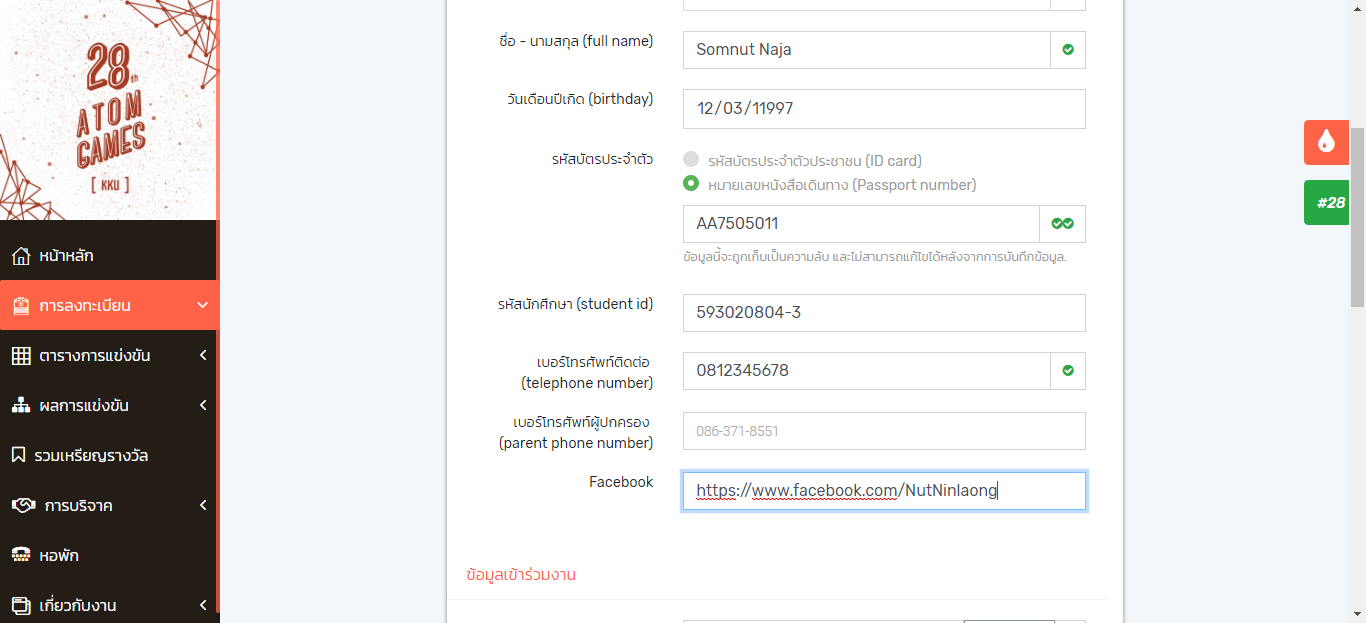 28th
ATOM
GAMES
[ KKU ]
หน้าหลัก
การลงทะเบียน
ตารางการแข่งขัน
ผลการแข่งขัน
รวมเหรียญรางวัล
การบริจาค
หอพัก
เกี่ยวกับงาน
ชื่อ - นามสกุล (full name)
Somnut Naja
วันเดือนปีเกิด (birthday)
12/03/11997
รหัสบัตรประจำตัว
รหัสบัตรประจำตัวประชาชน (ID card)
หมายเลขหนังสือเดินทาง (Passport number)
AA7505011
ข้อมูลนี้จะถูกเก็บเป็นความลับ และไม่สามารถแก้ไขได้หลังจากการบันทึกข้อมูล.
รหัสนักศึกษา (student id)
593020804-3
เบอร์โทรศัพท์ติดต่อ
(telephone number)
0812345678
เบอร์โทรศัพท์ผู้ปกครอง
(parent phone number)
086-371-8551
Facebook
https://www.facebook.com/NutNinlaong
ข้อมูลเข้าร่วมงาน
#28